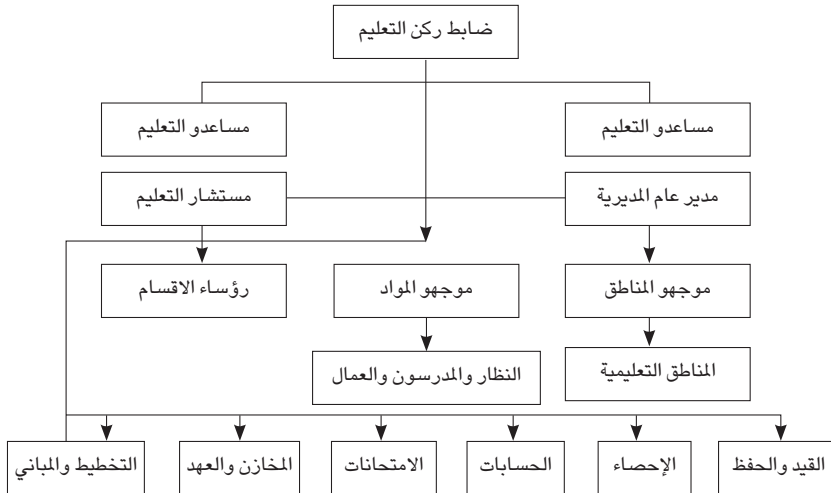 ضابط ركن التعليم
مساعدو التعليم
مساعدو التعليم
مدير عام المديرية
مستشار التعليم
موجهو المناطق
موجهو المواد
رؤساء الاقسام
المناطق التعليمية
النظار والمدرسون والعمال
القيد والحفظ
الإحصاء
الحسابات
الامتحانات
المخازن والعهد
التخطيط والمباني